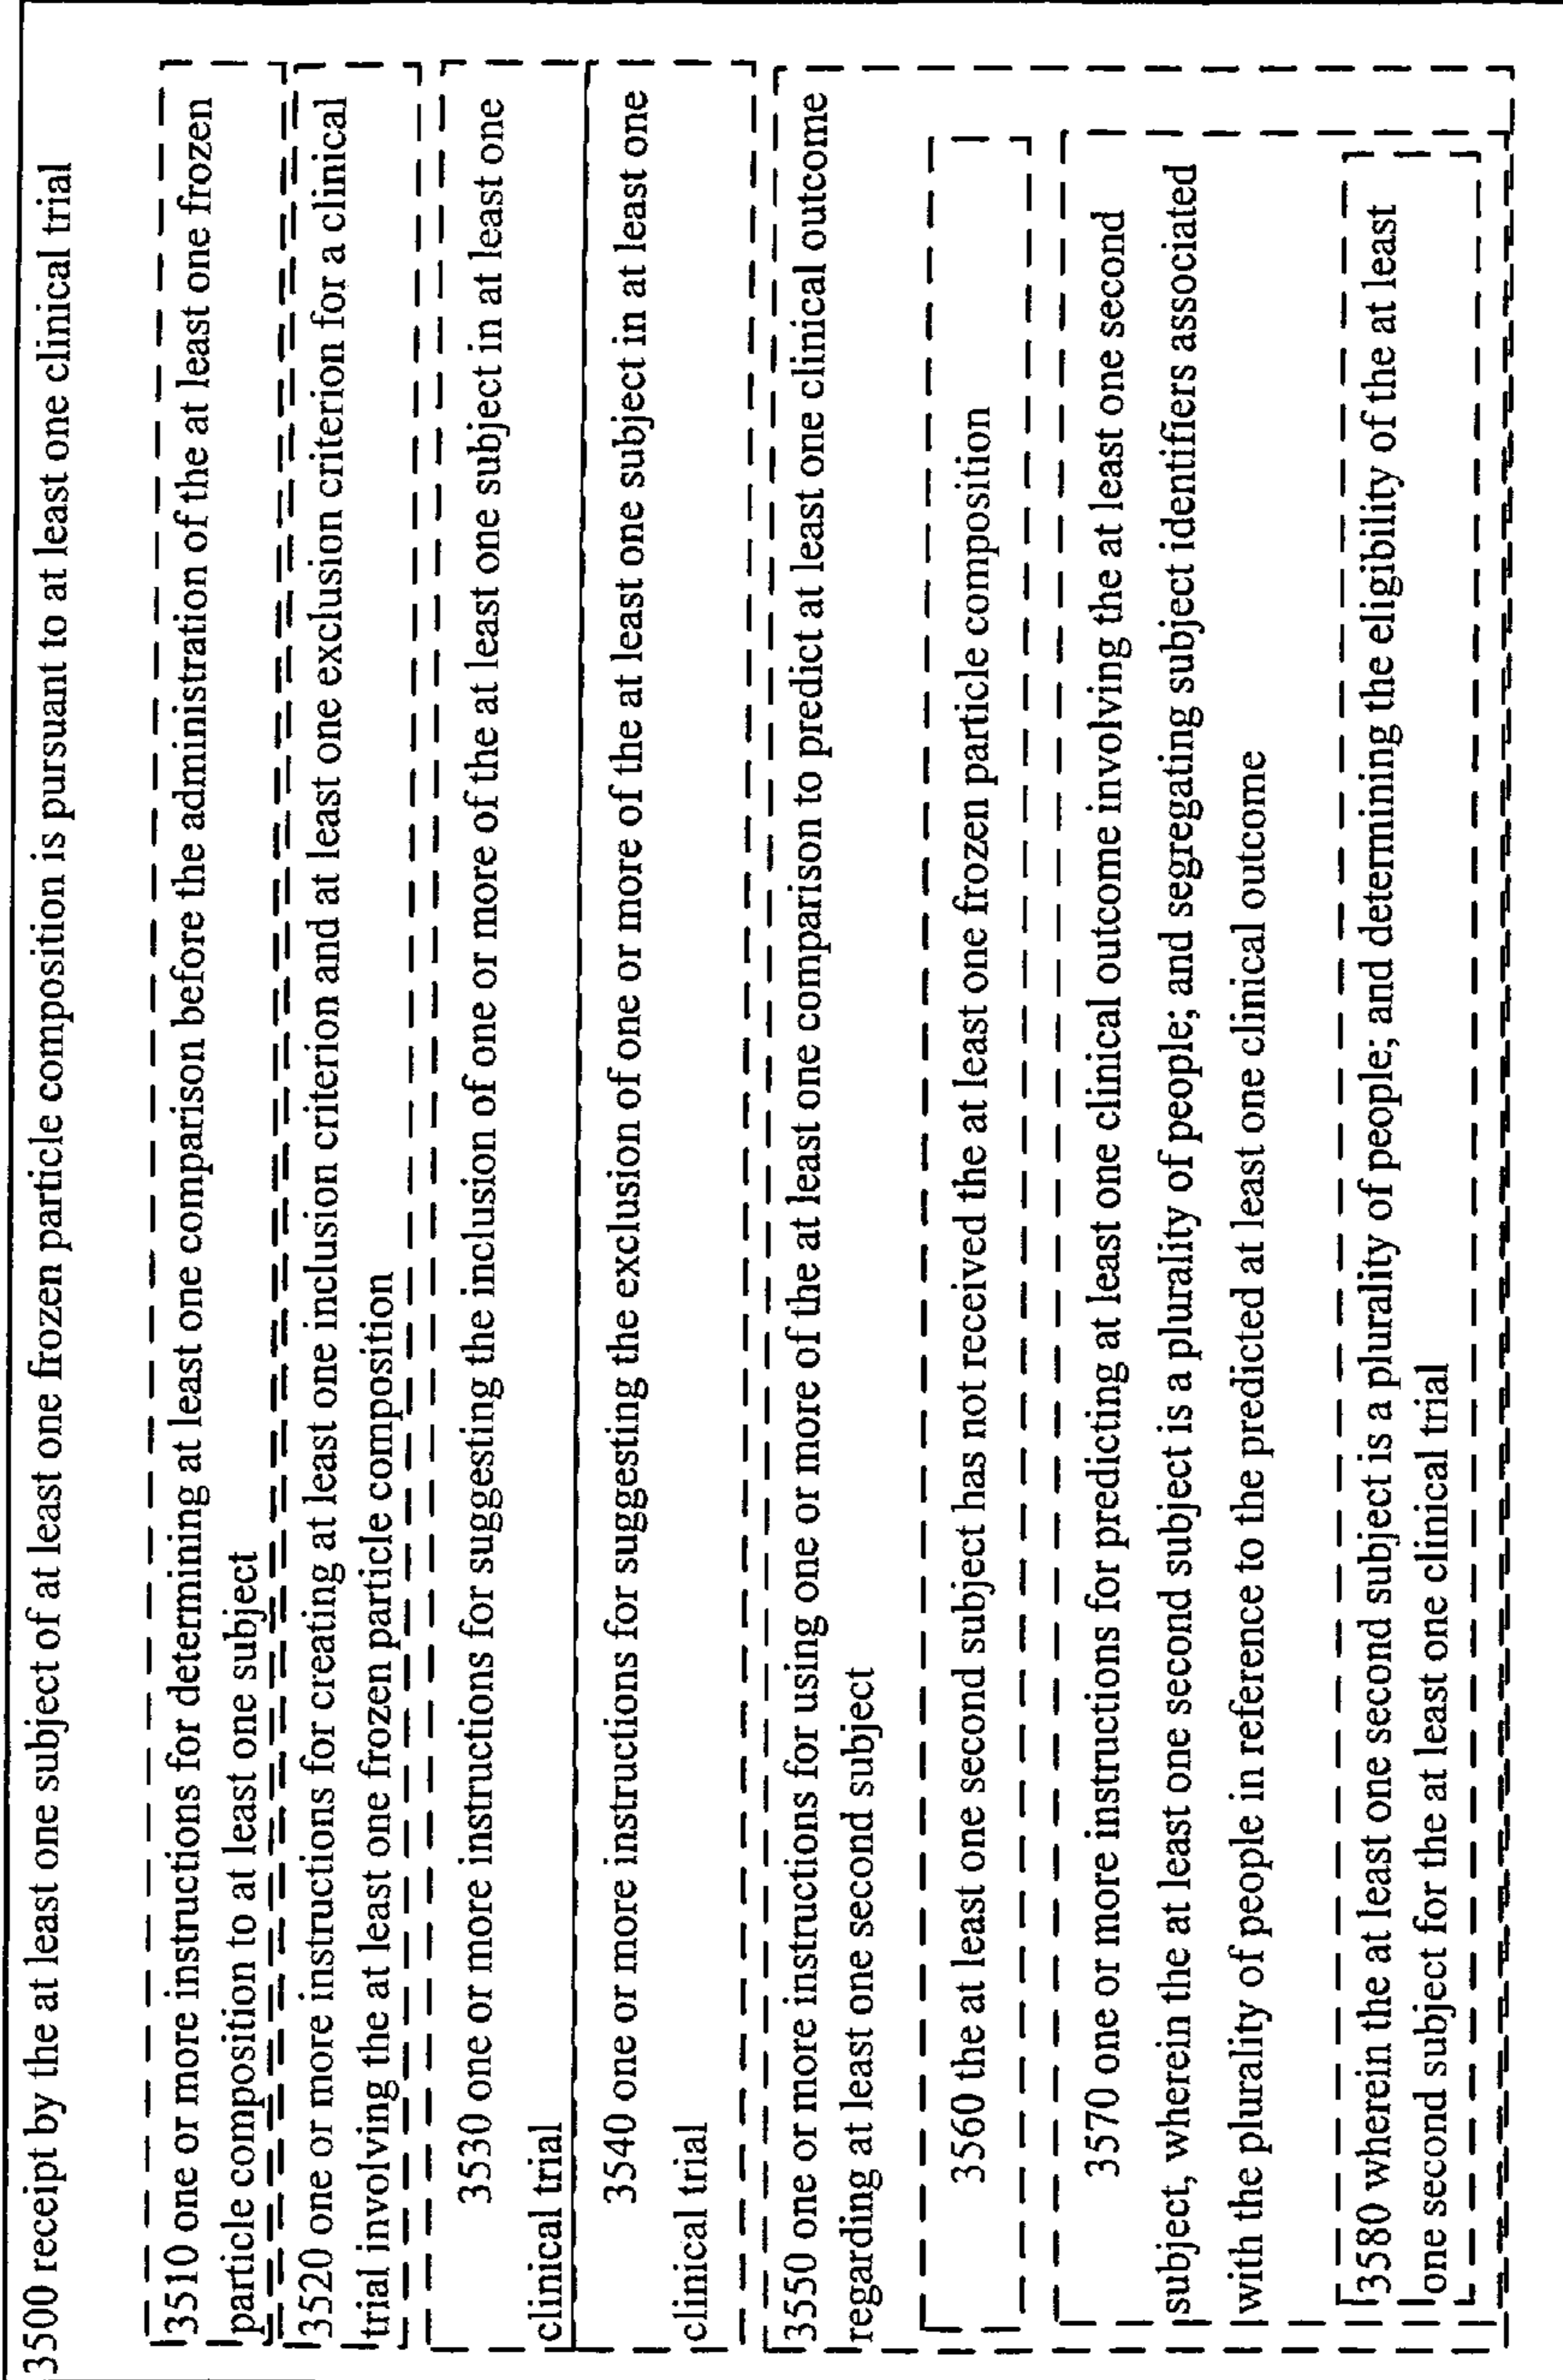 3500 receipt by the at least one subject of at least one frozen particle composition is pursuant to at least one clinical trial
3510 one or more instructions for determining at least one comparison before the administration of the at least one frozen
particle composition to at least one subject
3520 one or more instructions for creating at least one inclusion criterion and at least one exclusion criterion for a clinical
trial involving the at least one frozen particle composition
3530 one or more instructions for suggesting the inclusion of one or more of the at least one subject in at least one
clinical trial
3540 one or more instructions for suggesting the exclusion of one or more of the at least one subject in at least one
clinical trial
3550 one or more instructions for using one or more of the at least one comparison to predict at least one clinical outcome
regarding at least one second subject
3560 the at least one second subject has not received the at least one frozen particle composition
3570 one or more instructions for predicting at least one clinical outcome involving the at least one second
subject, wherein the at least one second subject is a plurality of people; and segregating subject identifiers associated
with the plurality of people in reference to the predicted at least one clinical outcome
3580 wherein the at least one second subject is a plurality of people; and determining the eligibility of the at least
one second subject for the at least one clinical trial